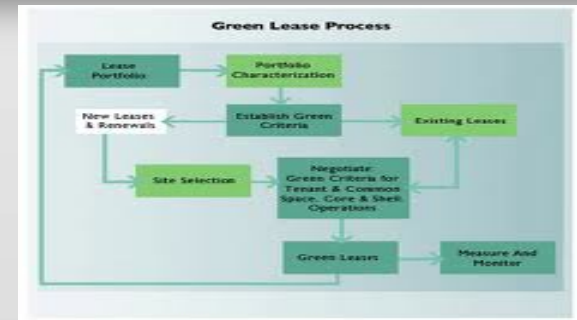 Green Lease Process
Lease
Portfolio
Portfolio
Characterization
New Leases
& Renewals
Establish Green
Criteria
Existing Leases
Site Selection
Negotiate
Green Criteria for
Tenant & Common
Space, Core & Shell,
Operations
Green Leases
Measure And
Monitor